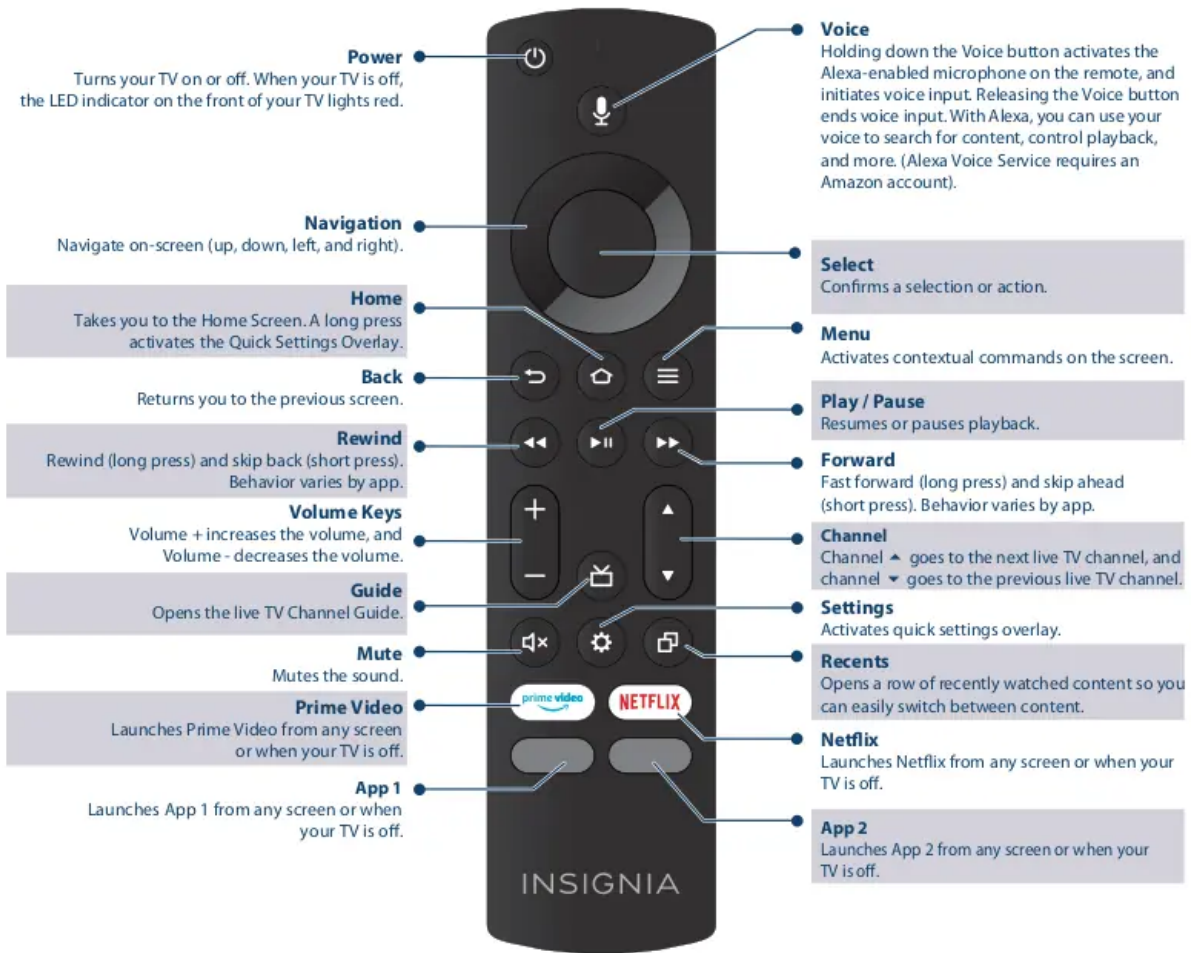 Power
Turns your TV on or off. When your TV is off,
the LED indicator on the front of your TV lights red.
Navigation
Navigate on-screen (up, down, left, and right).
Home
Takes you to the Home Screen. A long press
activates the Quick Settings Overlay.
Back
Returns you to the previous screen.
Rewind
Rewind (long press) and skip back (short press).
Behavior varies by app.
Volume Keys
Volume + increases the volume, and
Volume - decreases the volume.
Guide
Opens the live TV Channel Guide.
Mute
Mutes the sound.
Prime Video
Launches Prime Video from any screen
or when your TV is off.
App 1
Launches App 1 from any screen or when
your TV is off.
prime video
NETFLIX
INSIGNIA
Voice
Holding down the Voice button activates the
Alexa-enabled microphone on the remote, and
initiates voice input. Releasing the Voice button
ends voice input. With Alexa, you can use your
voice to search for content, control playback,
and more. (Alexa Voice Service requires an
Amazon account).
Select
Confirms a selection or action.
Menu
Activates contextual commands on the screen.
Play / Pause
Resumes or pauses playback.
Forward
Fast forward (long press) and skip ahead
(short press). Behavior varies by app.
Channel
Channel ▲ goes to the next live TV channel, and
channel ▼ goes to the previous live TV channel.
Settings
Activates quick settings overlay.
Recents
Opens a row of recently watched content so you
can easily switch between content.
Netflix
Launches Netflix from any screen or when your
TV is off.
App 2
Launches App 2 from any screen or when your
TV is off.